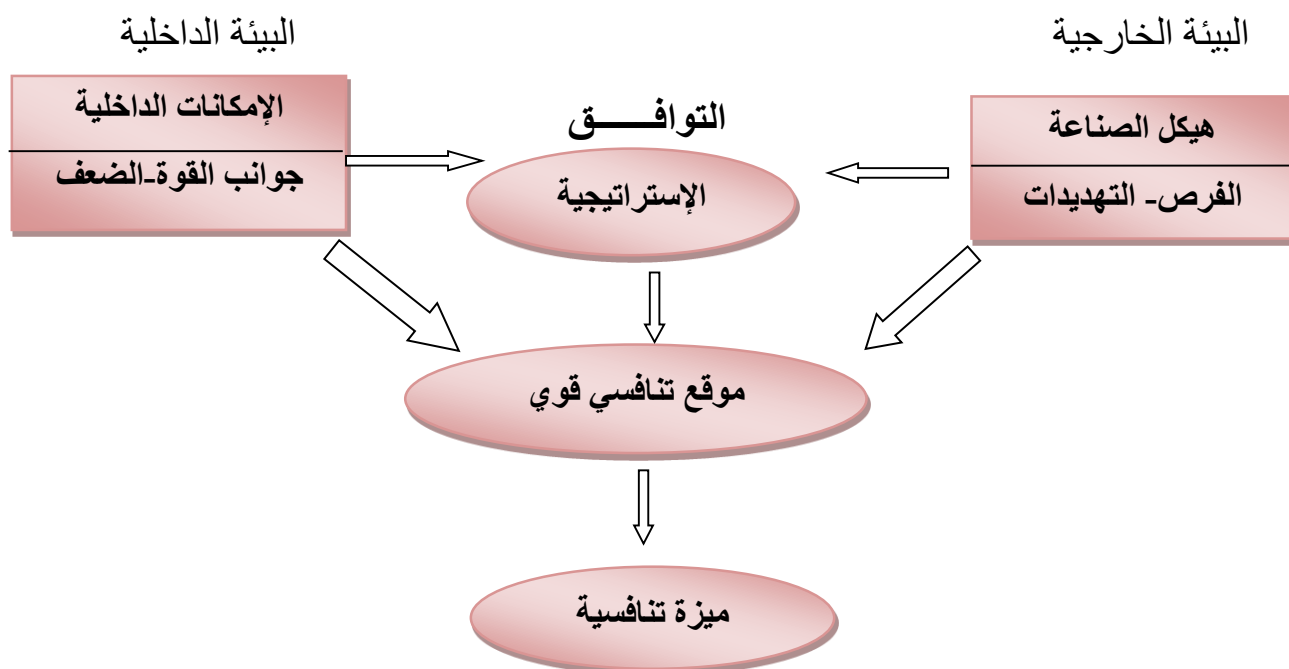 البيئة الخارجية
البيئة الداخلية
هيكل الصناعة
الفرص- التهديدات
التوافــــــق
الإستراتيجية
الإمكانات الداخلية
جوانب القوة-الضعف
موقع تنافسي قوي
ميزة تنافسية